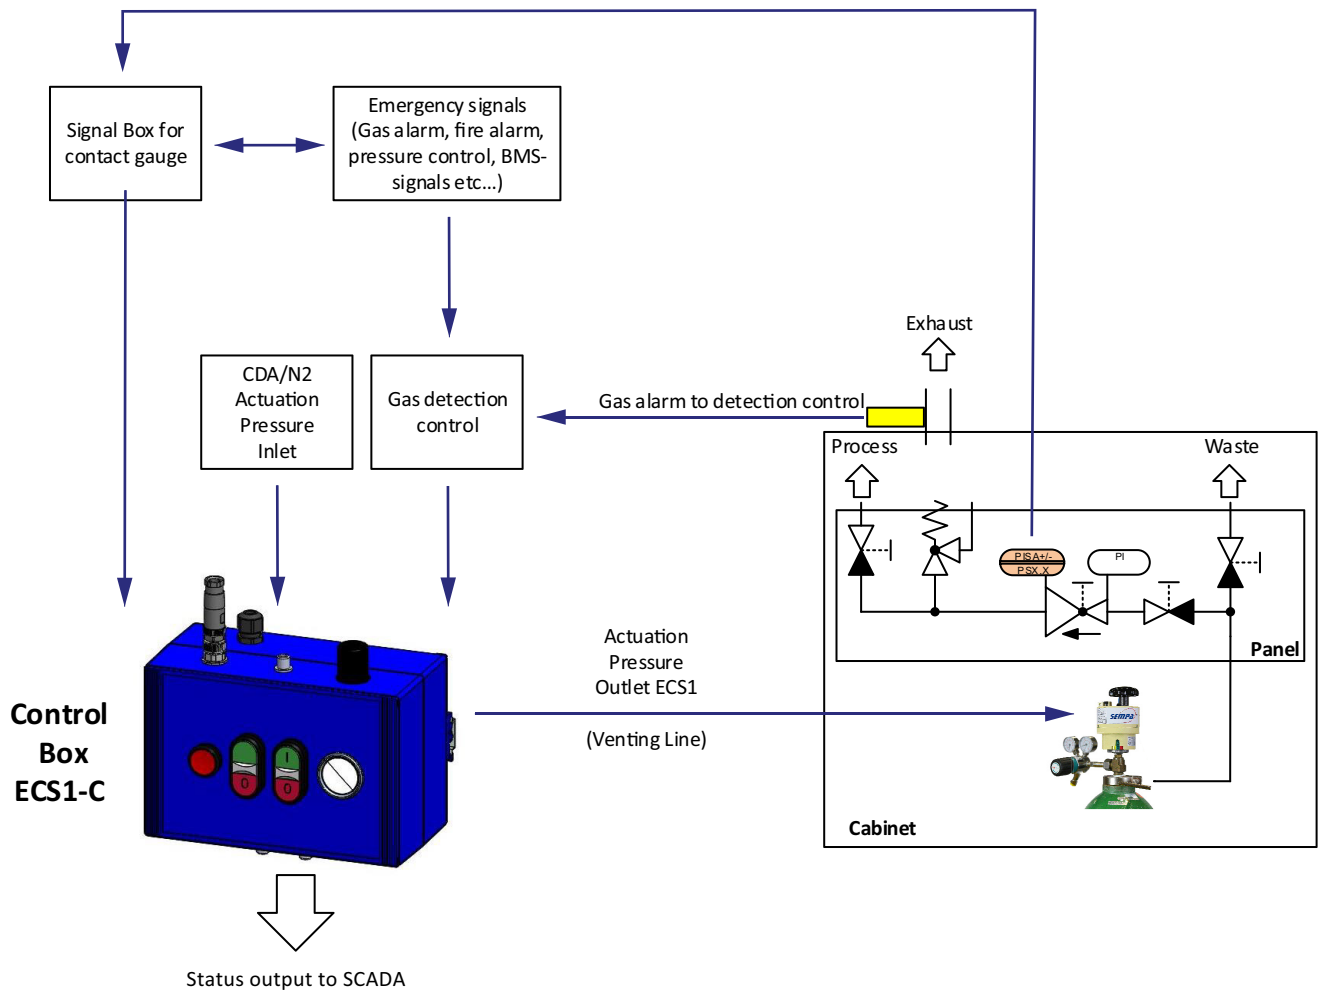 Signal Box for
contact gauge
Emergency signals
(Gas alarm, fire alarm,
pressure control, BMS-
signals etc...)
Exhaust
CDA/N2
Actuation
Pressure
Inlet
Gas detection
control
Gas alarm to detection control
Process
Waste
PISA+/-
PSX.X
PI
Panel
Actuation
Pressure
Outlet ECS1
(Venting Line)
SEMPA
Control
Box
ECS1-C
I
O
O
Cabinet
Status output to SCADA